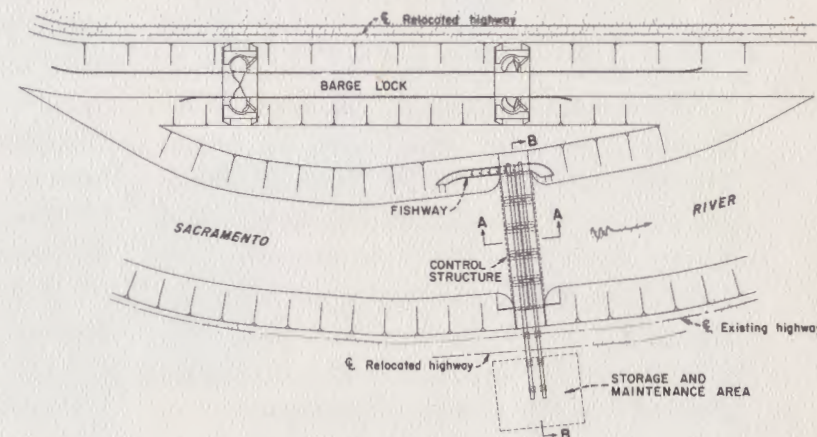 ℄ Relocated highway
BARGE LOCK
B
FISHWAY
A
A
SACRAMENTO
RIVER
CONTROL
STRUCTURE
℄ Existing highway
℄ Relocated highway
STORAGE AND
MAINTENANCE AREA
B